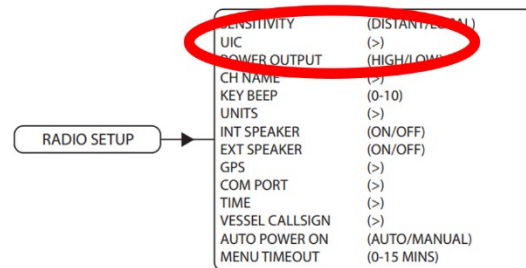 SENSITIVITY (DISTANT/LOCAL)
UIC (>)
POWER OUTPUT (HIGH/LOW)
CH NAME (>)
KEY BEEP (0-10)
UNITS (>)
RADIO SETUP INT SPEAKER (ON/OFF)
EXT SPEAKER (ON/OFF)
GPS (>)
COM PORT (>)
TIME (>)
VESSEL CALLSIGN (>)
AUTO POWER ON (AUTO/MANUAL)
MENU TIMEOUT (0-15 MINS)